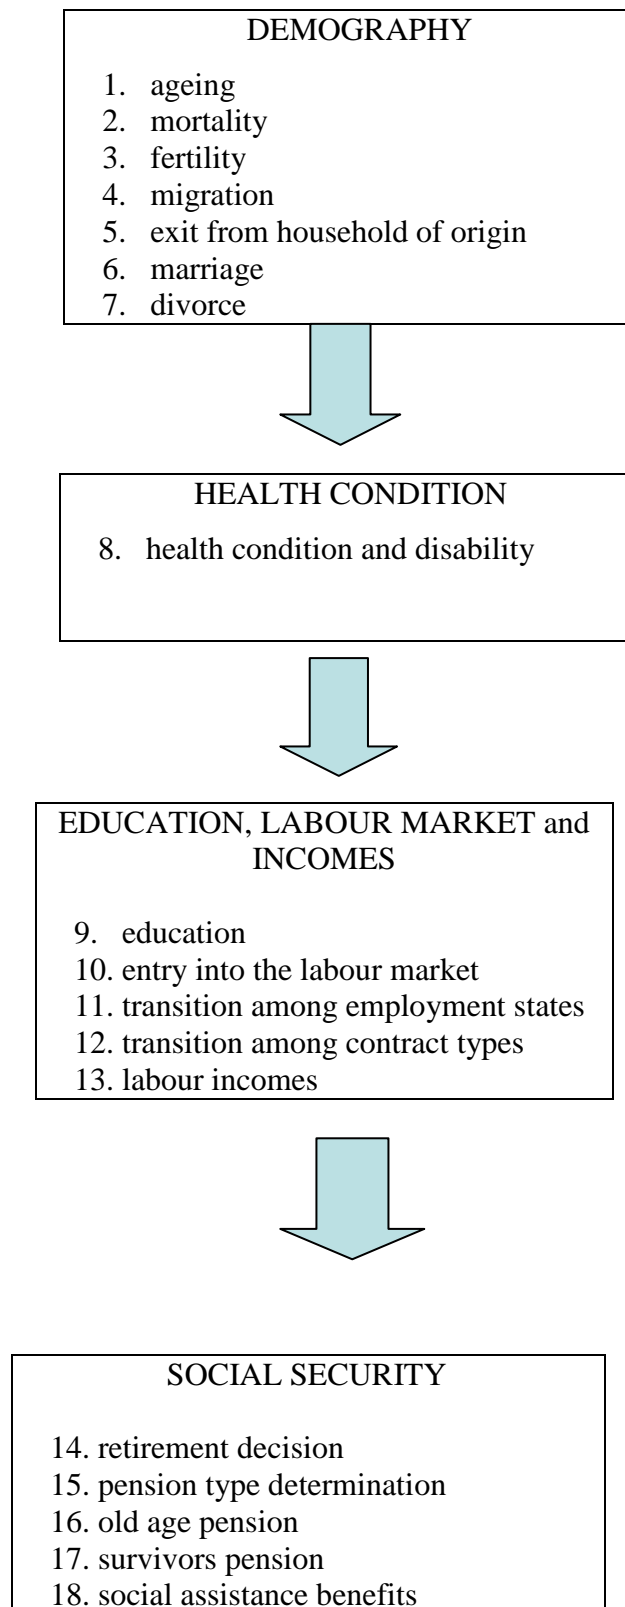 DEMOGRAPHY
1. ageing
2. mortality
3. fertility
4. migration
5. exit from household of origin
6. marriage
7. divorce
HEALTH CONDITION
8. health condition and disability
EDUCATION, LABOUR MARKET and
INCOMES
9. education
10. entry into the labour market
11. transition among employment states
12. transition among contract types
13. labour incomes
SOCIAL SECURITY
14. retirement decision
15. pension type determination
16. old age pension
17. survivors pension
18. social assistance benefits